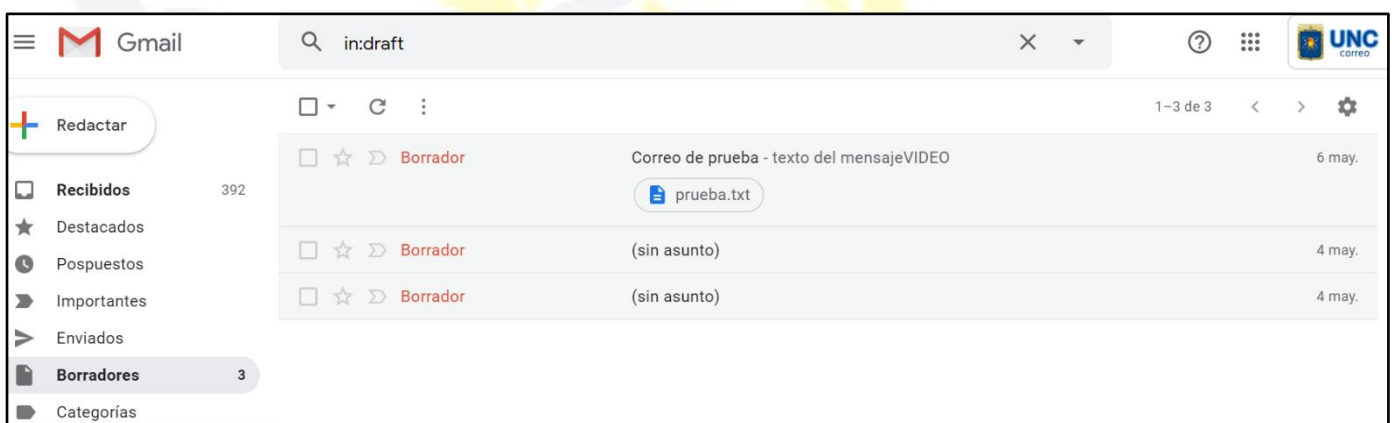 Gmail
in:draft
UNC
correo
Redactar
1–3 de 3
Borrador Correo de prueba - texto del mensajeVIDEO 6 may.
prueba.txt
Recibidos 392
Destacados
Borrador (sin asunto) 4 may.
Pospuestos
Importantes
Borrador (sin asunto) 4 may.
Enviados
Borradores 3
Categorías